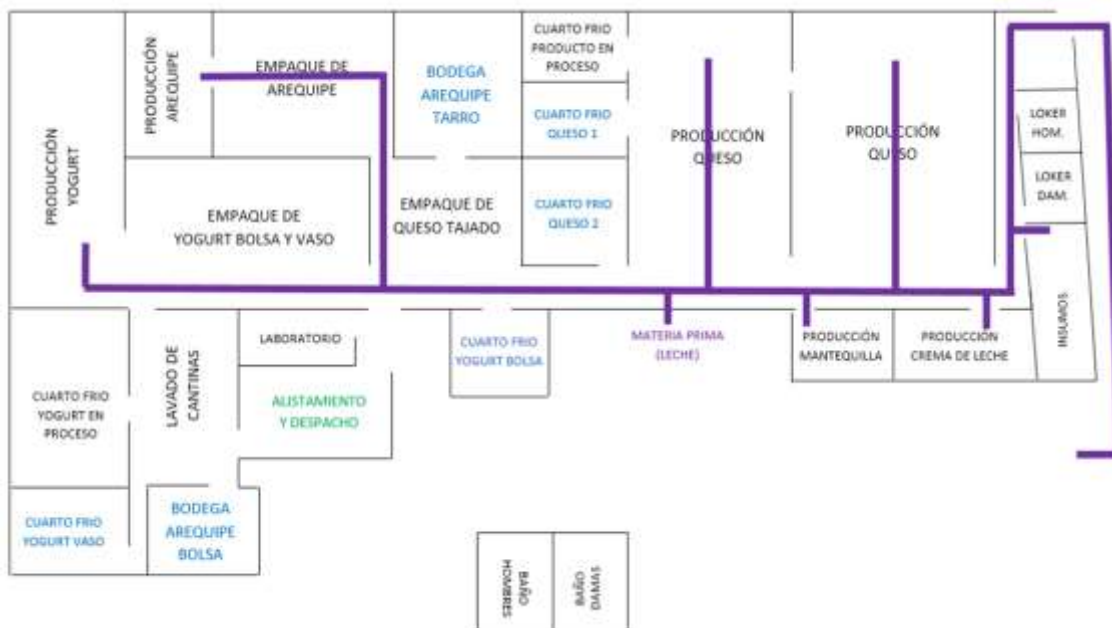 PRODUCCIÓN
YOGURT
PRODUCCIÓN
AREQUIPE
EMPAQUE DE
AREQUIPE
BODEGA
AREQUIPE
TARRO
CUARTO FRIO
PRODUCTO EN
PROCESO
CUARTO FRIO
QUESO 1
CUARTO FRIO
QUESO 2
PRODUCCIÓN
QUESO
PRODUCCIÓN
QUESO
LOKER
HOM.
LOKER
DAM.
EMPAQUE DE
YOGURT BOLSA Y VASO
EMPAQUE DE
QUESO TAJADO
INSUMOS
LABORATORIO
CUARTO FRIO
YOGURT BOLSA
MATERIA PRIMA
(LECHE)
PRODUCCIÓN
MANTEQUILLA
PRODUCCIÓN
CREMA DE LECHE
CUARTO FRIO
YOGURT EN
PROCESO
LAVADO DE
CANTINAS
ALISTAMIENTO
Y DESPACHO
CUARTO FRIO
YOGURT VASO
BODEGA
AREQUIPE
BOLSA
BAÑO
HOMBRES
BAÑO
DAMAS